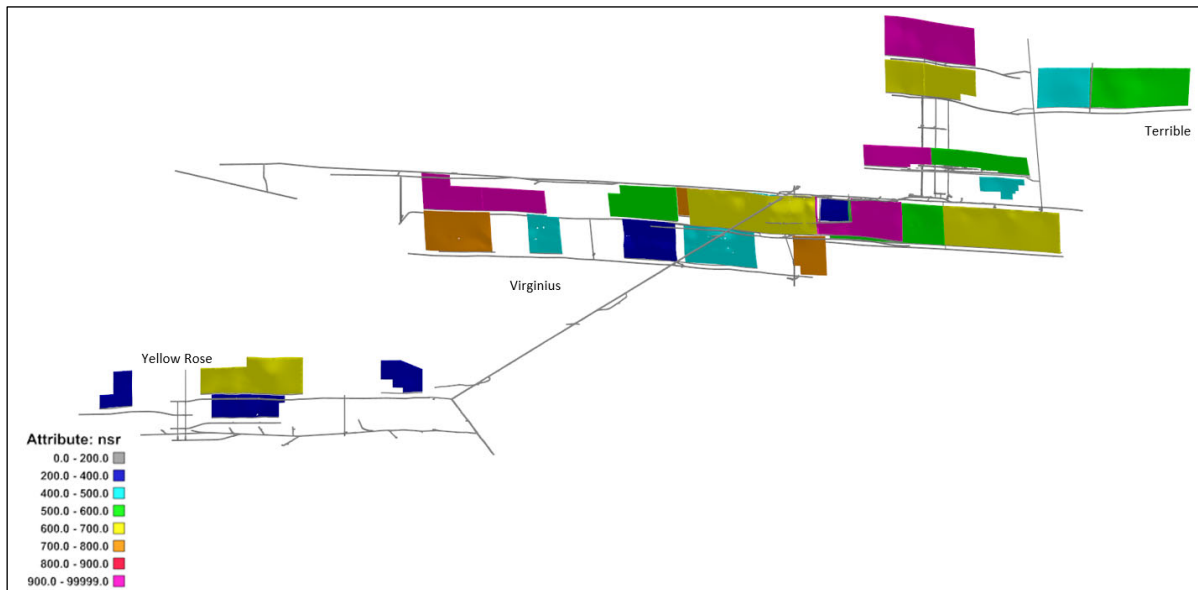 Terrible
Virginius
Yellow Rose
Attribute: nsr
0.0 - 200.0
200.0 - 400.0
400.0 - 500.0
500.0 - 600.0
600.0 - 700.0
700.0 - 800.0
800.0 - 900.0
900.0 - 99999.0